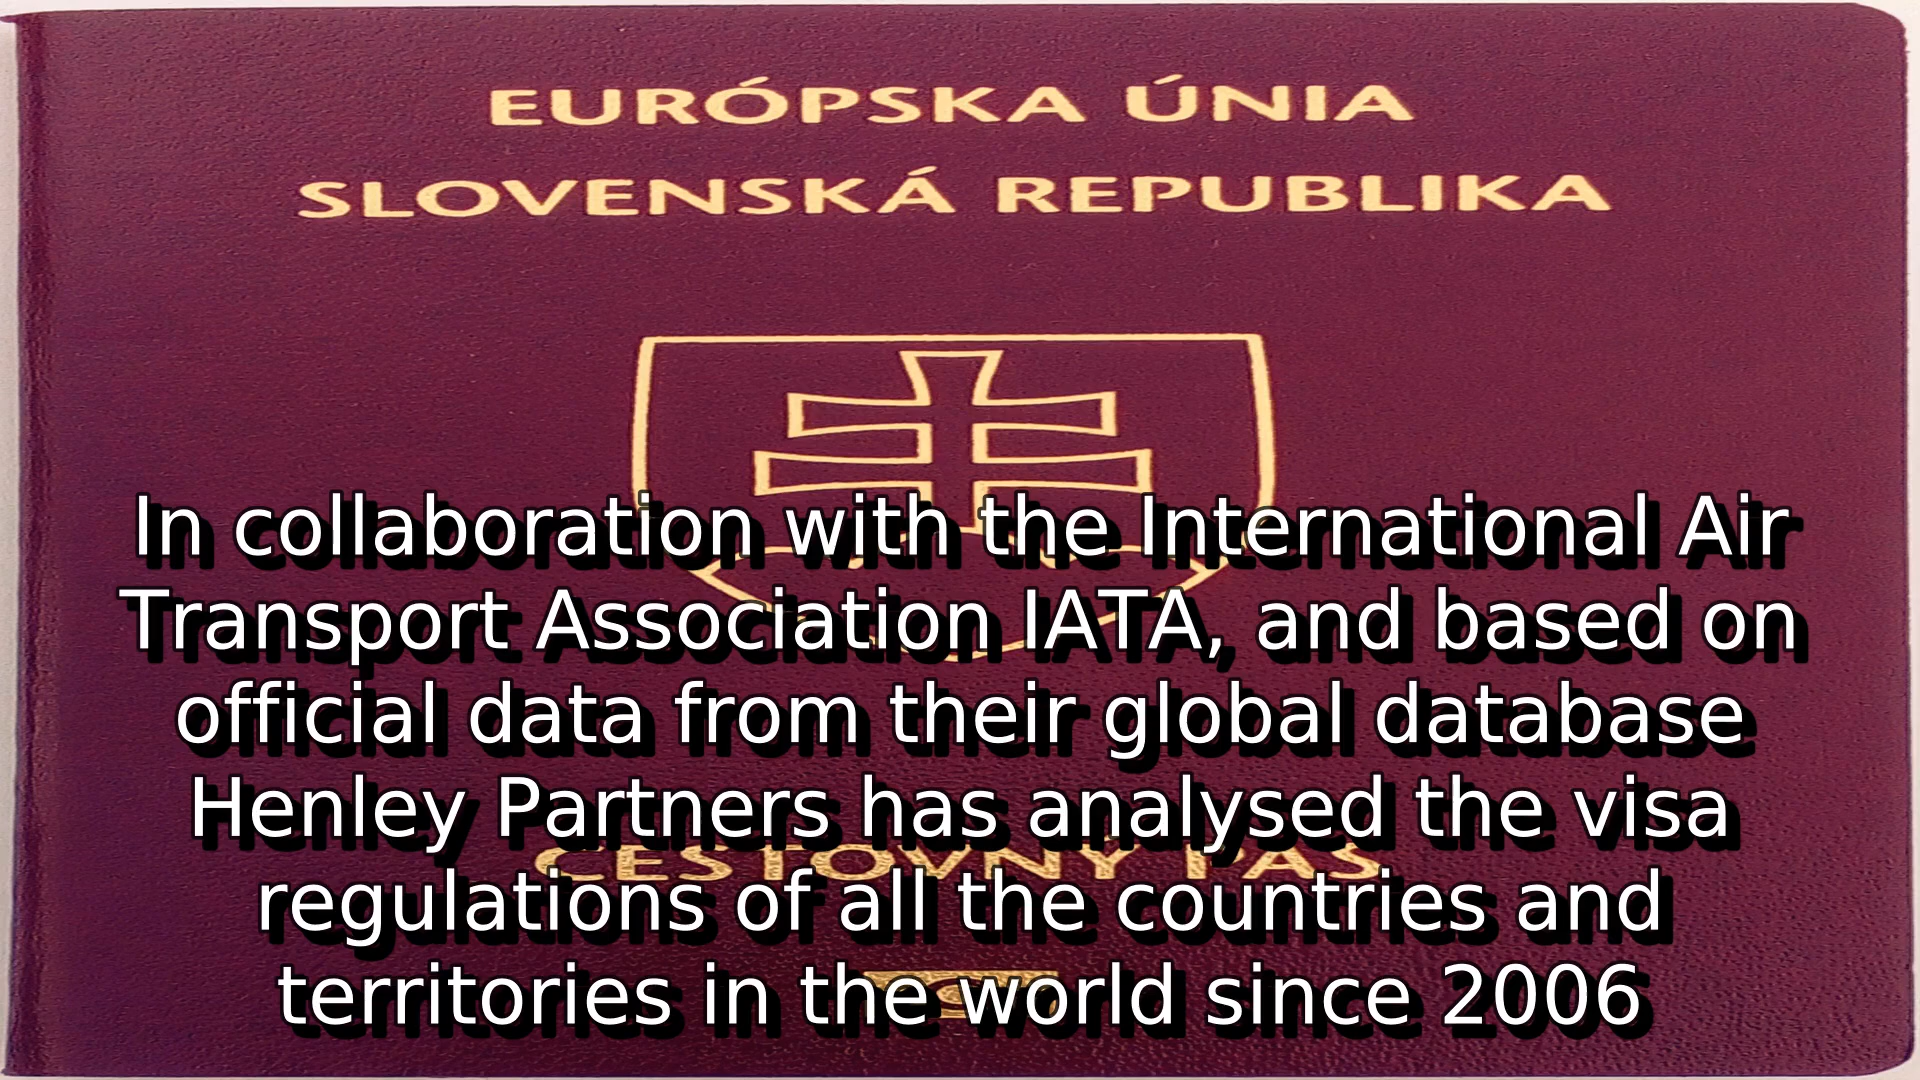 EURÓPSKA ÚNIA
SLOVENSKÁ REPUBLIKA
In collaboration with the International Air
Transport Association IATA, and based on
official data from their global database
Henley Partners has analysed the visa
CESTOVNÝ PAS
regulations of all the countries and
territories in the world since 2006